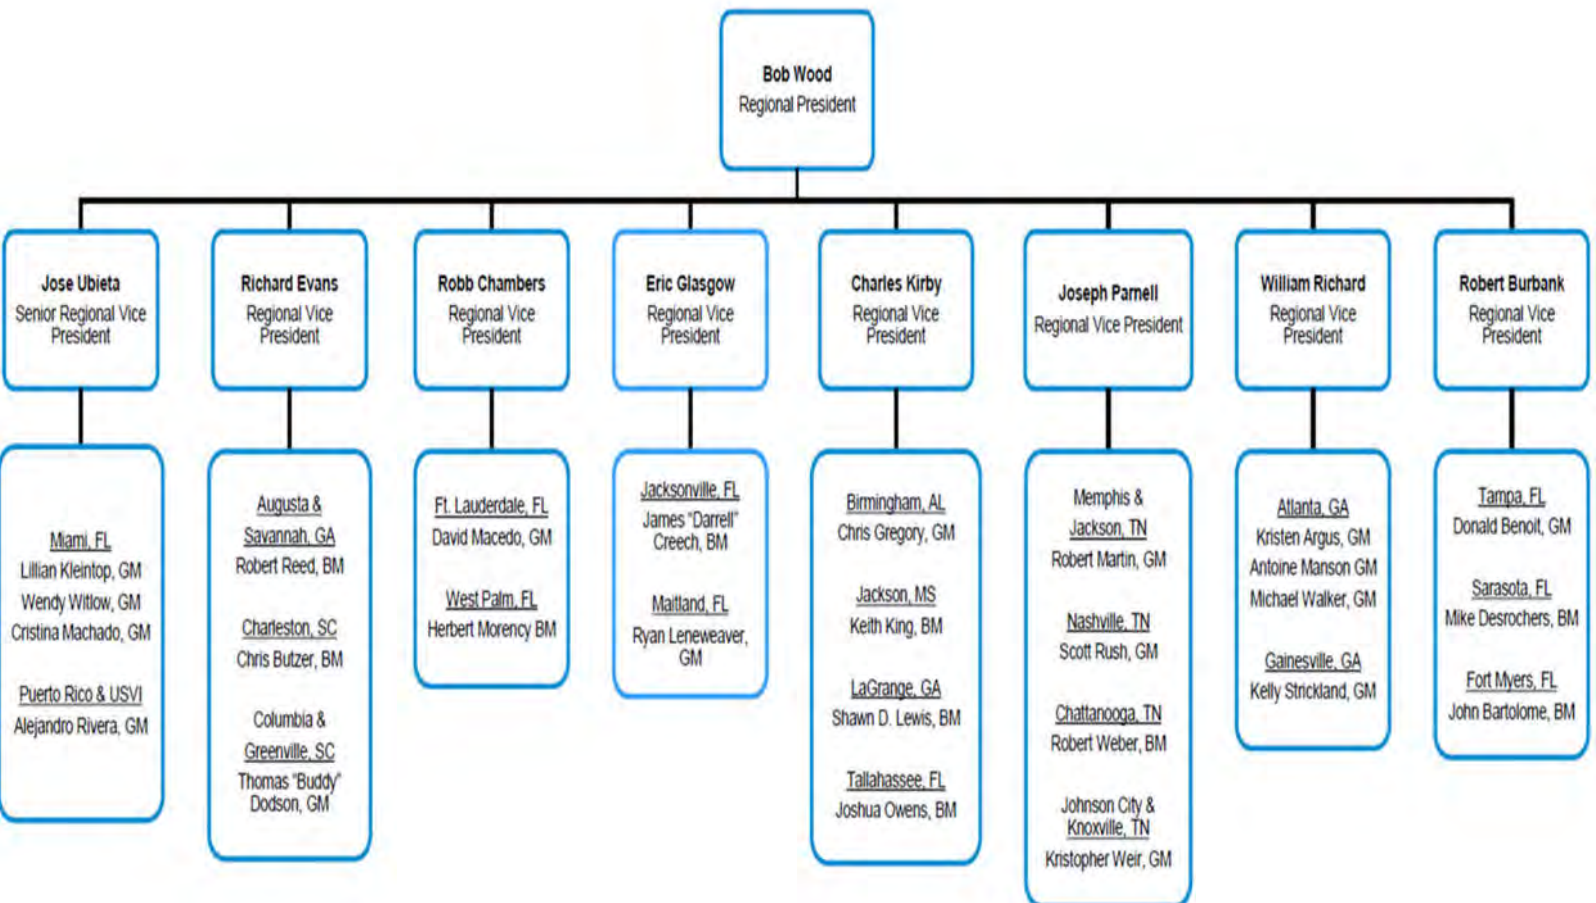 Bob Wood
Regional President
Jose Ubieta
Senior Regional Vice
President
Richard Evans
Regional Vice
President
Robb Chambers
Regional Vice
President
Eric Glasgow
Regional Vice
President
Charles Kirby
Regional Vice
President
Joseph Parnell
Regional Vice President
William Richard
Regional Vice
President
Robert Burbank
Regional Vice
President
Miami, FL
Lillian Kleintop, GM
Wendy Witlow, GM
Cristina Machado, GM
Puerto Rico & USVI
Alejandro Rivera, GM
Augusta &
Savannah, GA
Robert Reed, BM
Charleston, SC
Chris Butzer, BM
Columbia &
Greenville, SC
Thomas "Buddy"
Dodson, GM
Ft. Lauderdale, FL
David Macedo, GM
West Palm, FL
Herbert Morency BM
Jacksonville, FL
James "Darrell"
Creech, BM
Maitland, FL
Ryan Leneweaver,
GM
Birmingham, AL
Chris Gregory, GM
Jackson, MS
Keith King, BM
LaGrange, GA
Shawn D. Lewis, BM
Tallahassee, FL
Joshua Owens, BM
Memphis &
Jackson, TN
Robert Martin, GM
Nashville, TN
Scott Rush, GM
Chattanooga, TN
Robert Weber, BM
Johnson City &
Knoxville, TN
Kristopher Weir, GM
Atlanta, GA
Kristen Argus, GM
Antoine Manson GM
Michael Walker, GM
Gainesville, GA
Kelly Strickland, GM
Tampa, FL
Donald Benoit, GM
Sarasota, FL
Mike Desrochers, BM
Fort Myers, FL
John Bartolome, BM